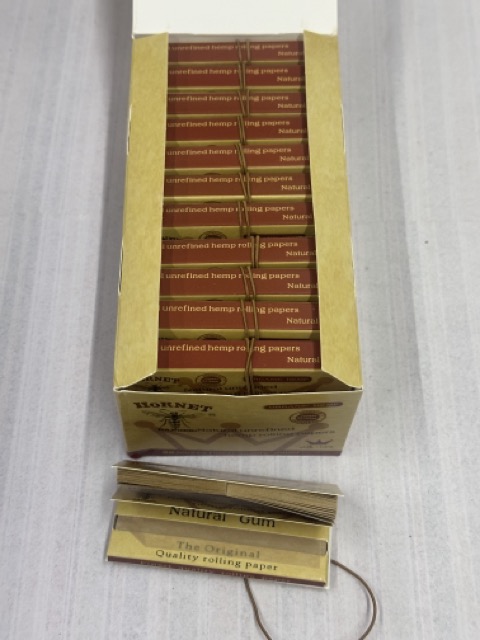 unrefined hemp rolling papers
Natural
unrefined hemp rolling papers
Natural
unrefined hemp rolling papers
Natural
unrefined hemp rolling papers
Natural
unrefined hemp rolling papers
Natural
unrefined hemp rolling papers
Natural
unrefined hemp rolling papers
Natural
unrefined hemp rolling papers
Natural
unrefined hemp rolling papers
Natural
unrefined hemp rolling papers
Natural
unrefined hemp rolling papers
Natural
HORNET
unrefined
Natural Gum
The Original
Quality rolling paper